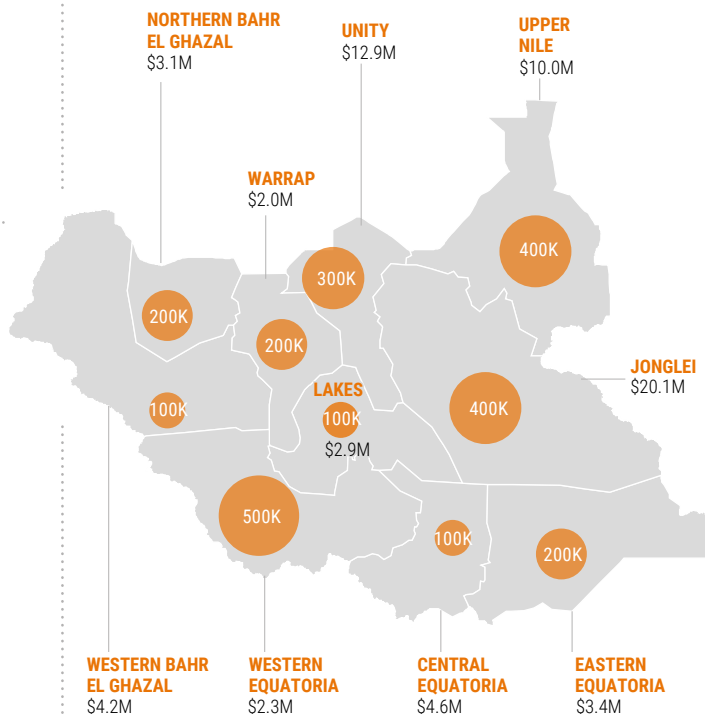 NORTHERN BAHR
EL GHAZAL
$3.1M
UNITY
$12.9M
UPPER
NILE
$10.0M
WARRAP
$2.0M
400K
300K
200K
200K
JONGLEI
$20.1M
LAKES
100K
100K
400K
$2.9M
500K
100K
200K
WESTERN BAHR
EL GHAZAL
$4.2M
WESTERN
EQUATORIA
$2.3M
CENTRAL
EQUATORIA
$4.6M
EASTERN
EQUATORIA
$3.4M